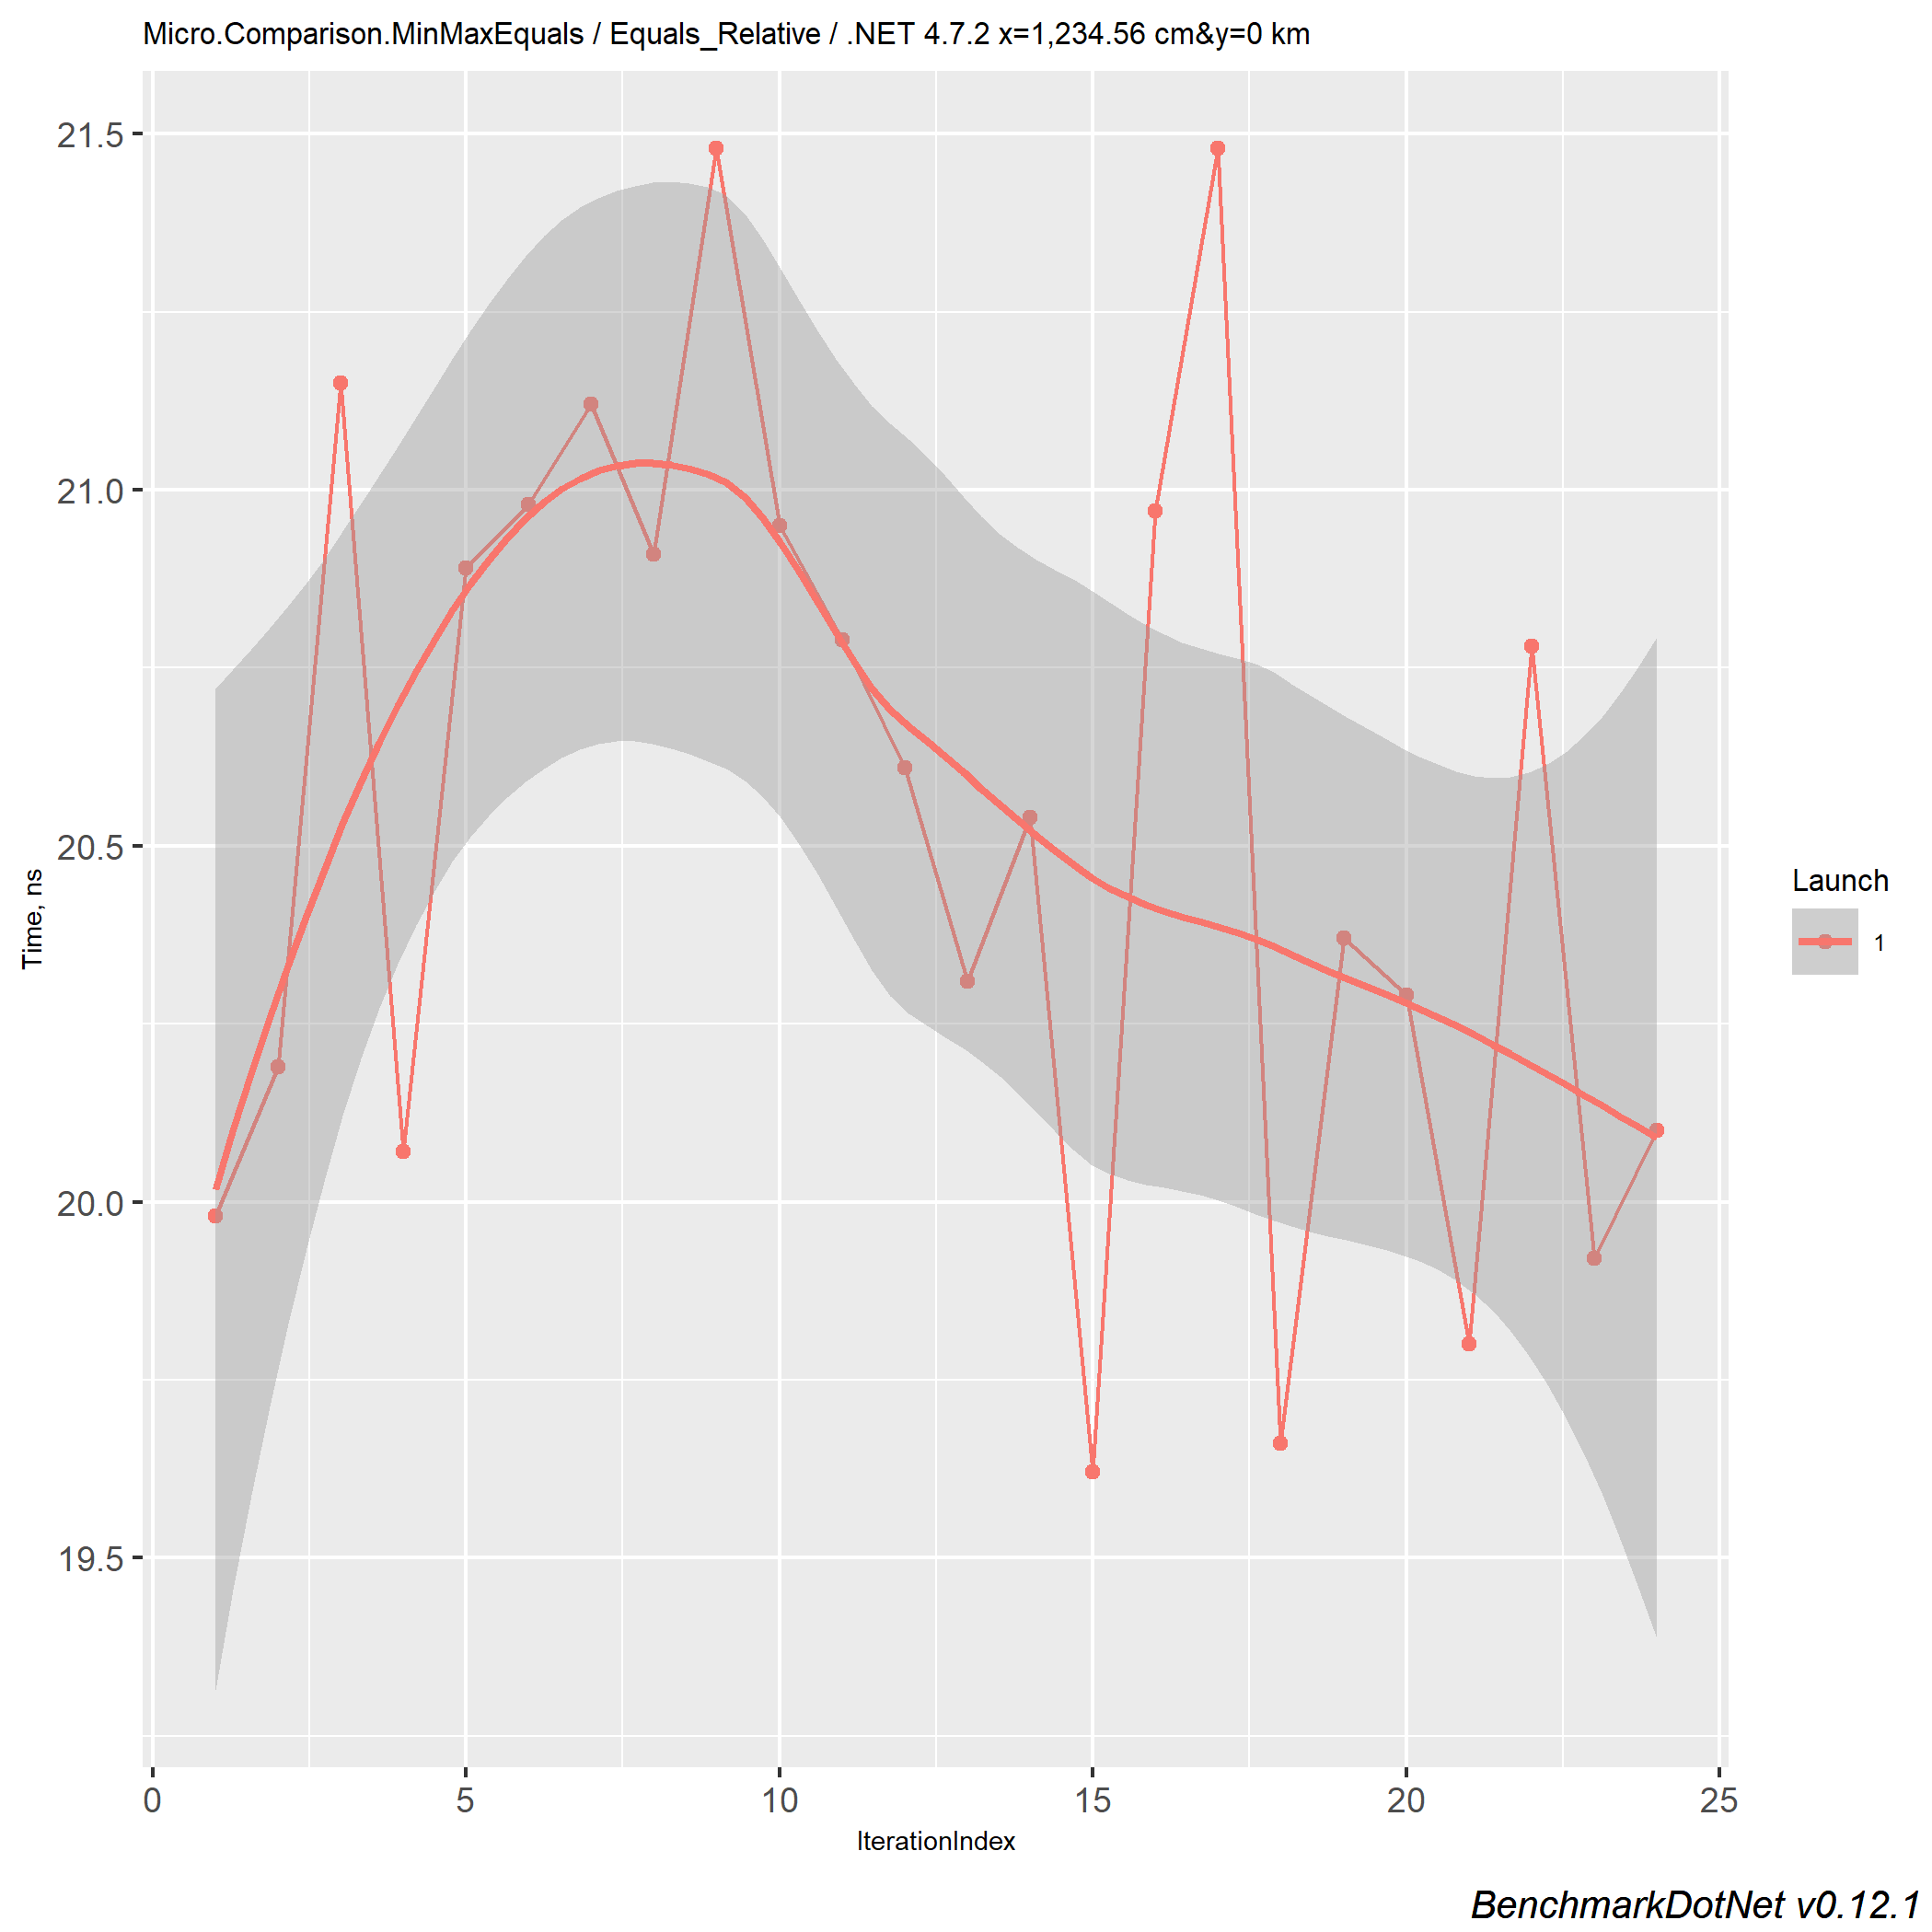 Micro.Comparison.MinMaxEquals / Equals_Relative / .NET 4.7.2 x=1,234.56 cm&y=0 km
21.5
21.0
20.5
20.0
19.5
Time, ns
0 5 10 15 20 25
IterationIndex
Launch
1
BenchmarkDotNet v0.12.1